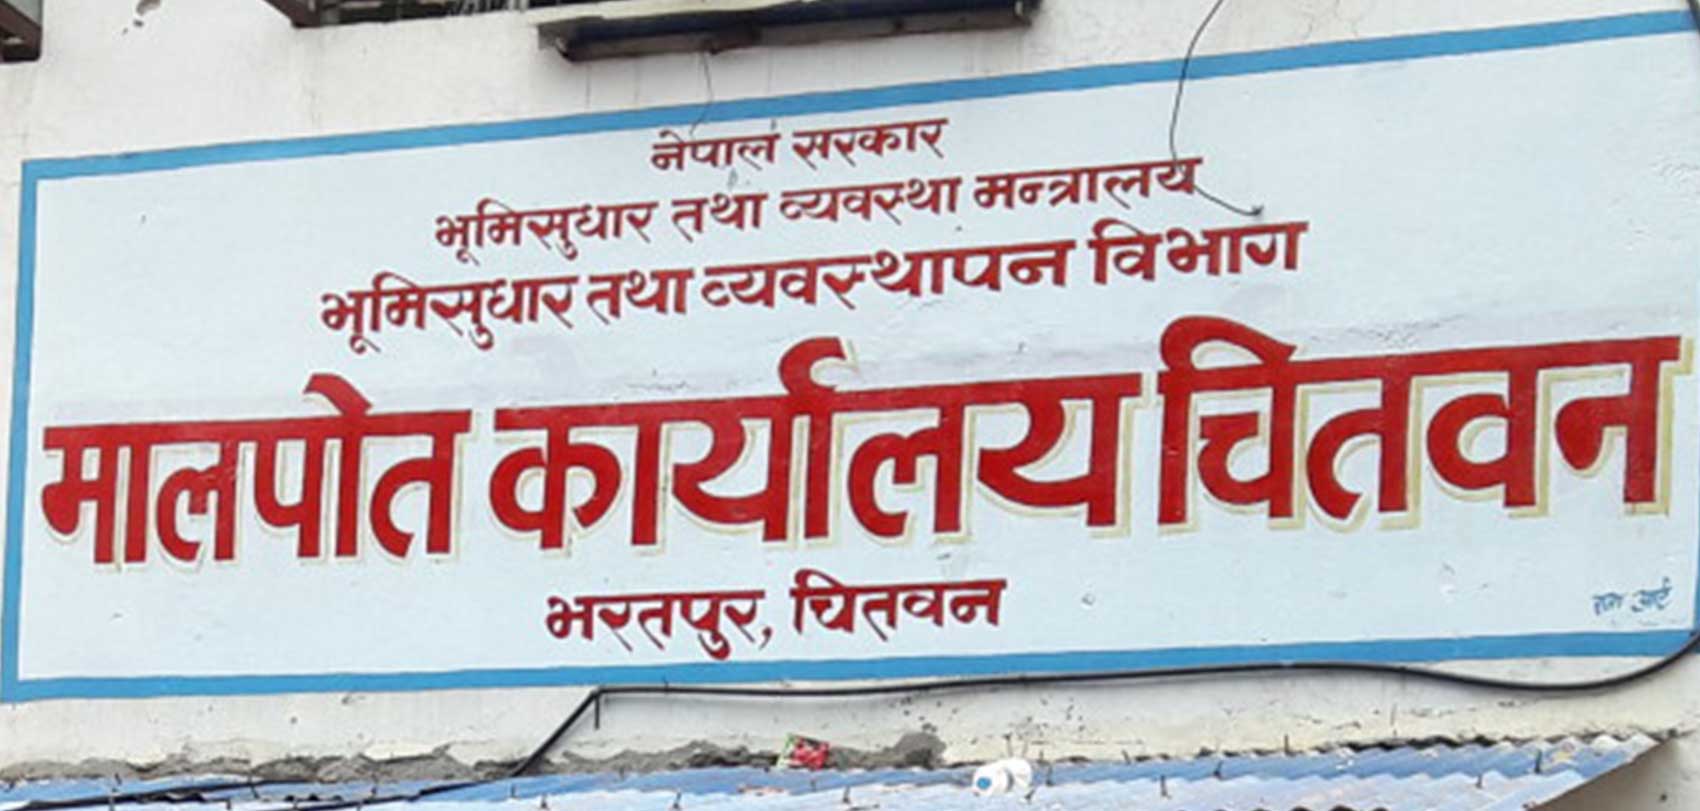 नेपाल सरकार
भूमिसुधार तथा व्यवस्था मन्त्रालय
भूमिसुधार तथा व्यवस्थापन विभाग
मालपोत कार्यालय चितवन
भरतपुर, चितवन